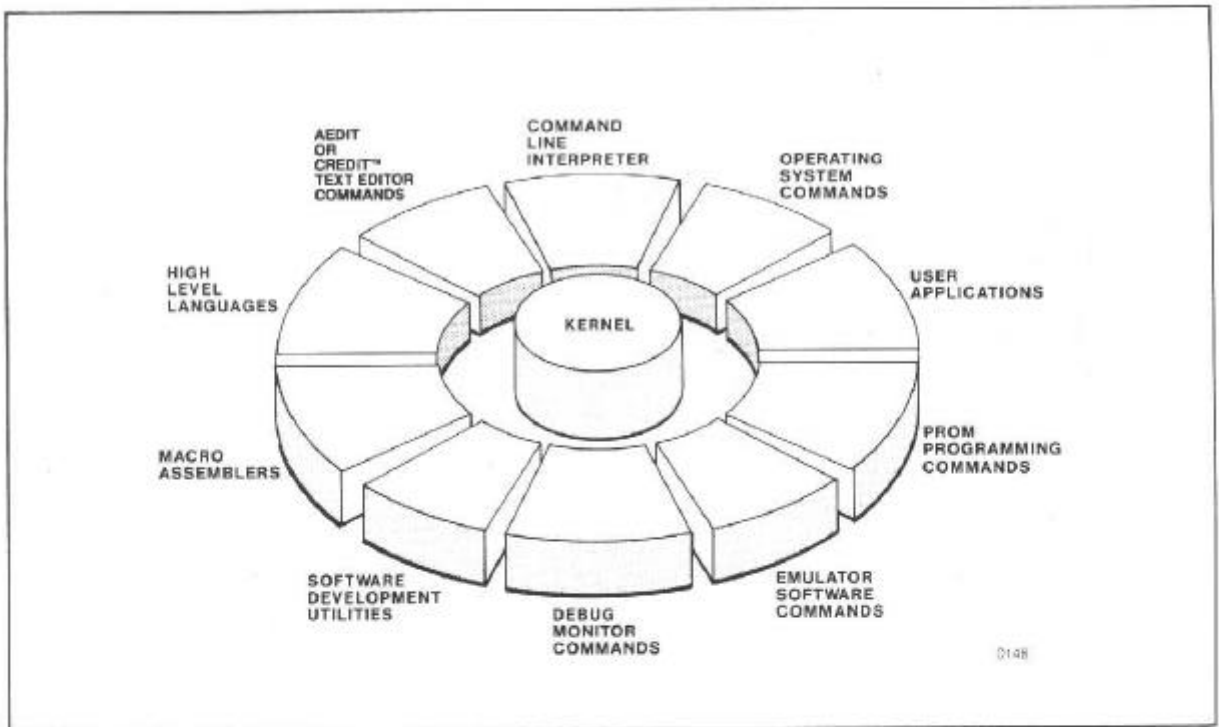 AEDIT
OR
CREDIT™
TEXT EDITOR
COMMANDS
COMMAND
LINE
INTERPRETER
OPERATING
SYSTEM
COMMANDS
HIGH
LEVEL
LANGUAGES
USER
APPLICATIONS
KERNEL
MACRO
ASSEMBLERS
PROM
PROGRAMMING
COMMANDS
SOFTWARE
DEVELOPMENT
UTILITIES
DEBUG
MONITOR
COMMANDS
EMULATOR
SOFTWARE
COMMANDS
0148